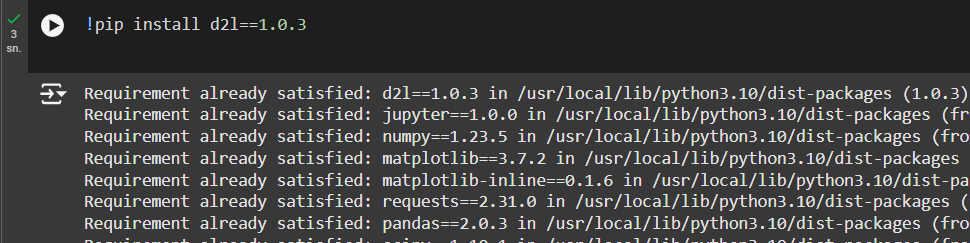 !pip install d2l==1.0.3
3
sn.
Requirement already satisfied: d2l==1.0.3 in /usr/local/lib/python3.10/dist-packages (1.0.3)
Requirement already satisfied: jupyter==1.0.0 in /usr/local/lib/python3.10/dist-packages (fr
Requirement already satisfied: numpy==1.23.5 in /usr/local/lib/python3.10/dist-packages (fro
Requirement already satisfied: matplotlib==3.7.2 in /usr/local/lib/python3.10/dist-packages
Requirement already satisfied: matplotlib-inline==0.1.6 in /usr/local/lib/python3.10/dist-pa
Requirement already satisfied: requests==2.31.0 in /usr/local/lib/python3.10/dist-packages (
Requirement already satisfied: pandas==2.0.3 in /usr/local/lib/python3.10/dist-packages (fro